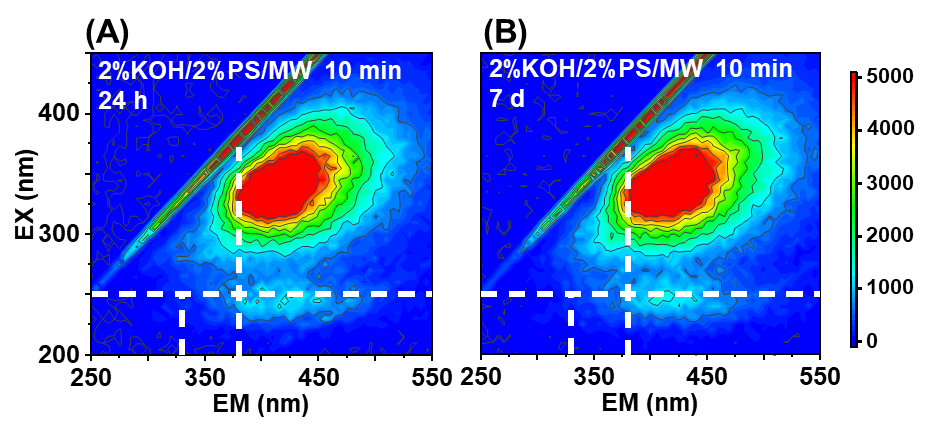 (A)
(B)
2%KOH/2%PS/MW 10 min
24 h
2%KOH/2%PS/MW 10 min
7 d
EX (nm)
400
300
200
250
350
450
550
EM (nm)
250
350
450
550
EM (nm)
5000
4000
3000
2000
1000
0